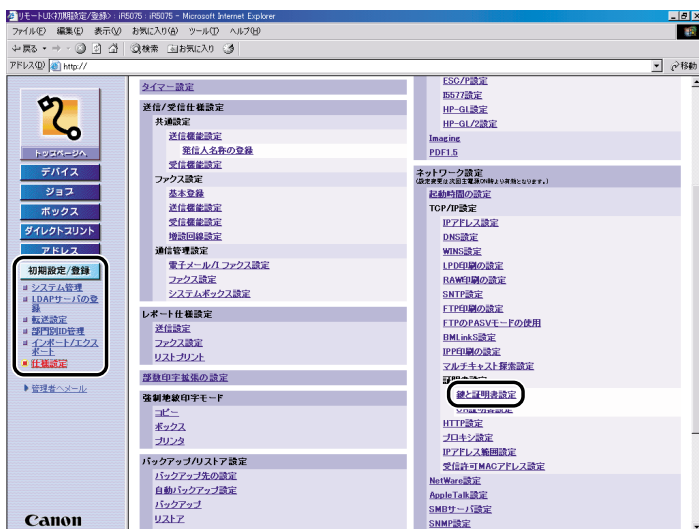 リモートUI<初期設定/登録> : iR5075 : iR5075 - Microsoft Internet Explorer
ファイル(F) 編集(E) 表示(V) お気に入り(A) ツール(T) ヘルプ(H)
戻る 検索 お気に入り
アドレス(D) http:// 移動
トップページへ
デバイス
ジョブ
ボックス
ダイレクトプリント
アドレス
初期設定/登録
システム管理
LDAPサーバの登
録
転送設定
部門別ID管理
インポート/エクス
ポート
仕様設定
管理者へメール
Canon
タイマー設定
送信/受信仕様設定
共通設定
送信機能設定
発信人名称の登録
受信機能設定
ファクス設定
基本登録
送信機能設定
受信機能設定
増設回線設定
通信管理設定
電子メール/I ファクス設定
ファクス設定
システムボックス設定
レポート仕様設定
送信設定
ファクス設定
リストプリント
部数印字拡張の設定
強制地紋印字モード
コピー
ボックス
プリンタ
バックアップ/リストア設定
バックアップ先の設定
自動バックアップ設定
バックアップ
リストア
ESC/P設定
I5577設定
HP-GL設定
HP-GL/2設定
Imaging
PDF1.5
ネットワーク設定
(設定変更は次回主電源ON時より有効となります。)
起動時間の設定
TCP/IP設定
IPアドレス設定
DNS設定
WINS設定
LPD印刷の設定
RAW印刷の設定
SNTP設定
FTP印刷の設定
FTPのPASVモードの使用
BMLinkS設定
IPP印刷の設定
マルチキャスト探索設定
証明書設定
鍵と証明書設定
CA証明書設定
HTTP設定
プロキシ設定
IPアドレス範囲設定
受信許可MACアドレス設定
NetWare設定
AppleTalk設定
SMBサーバ設定
SNMP設定